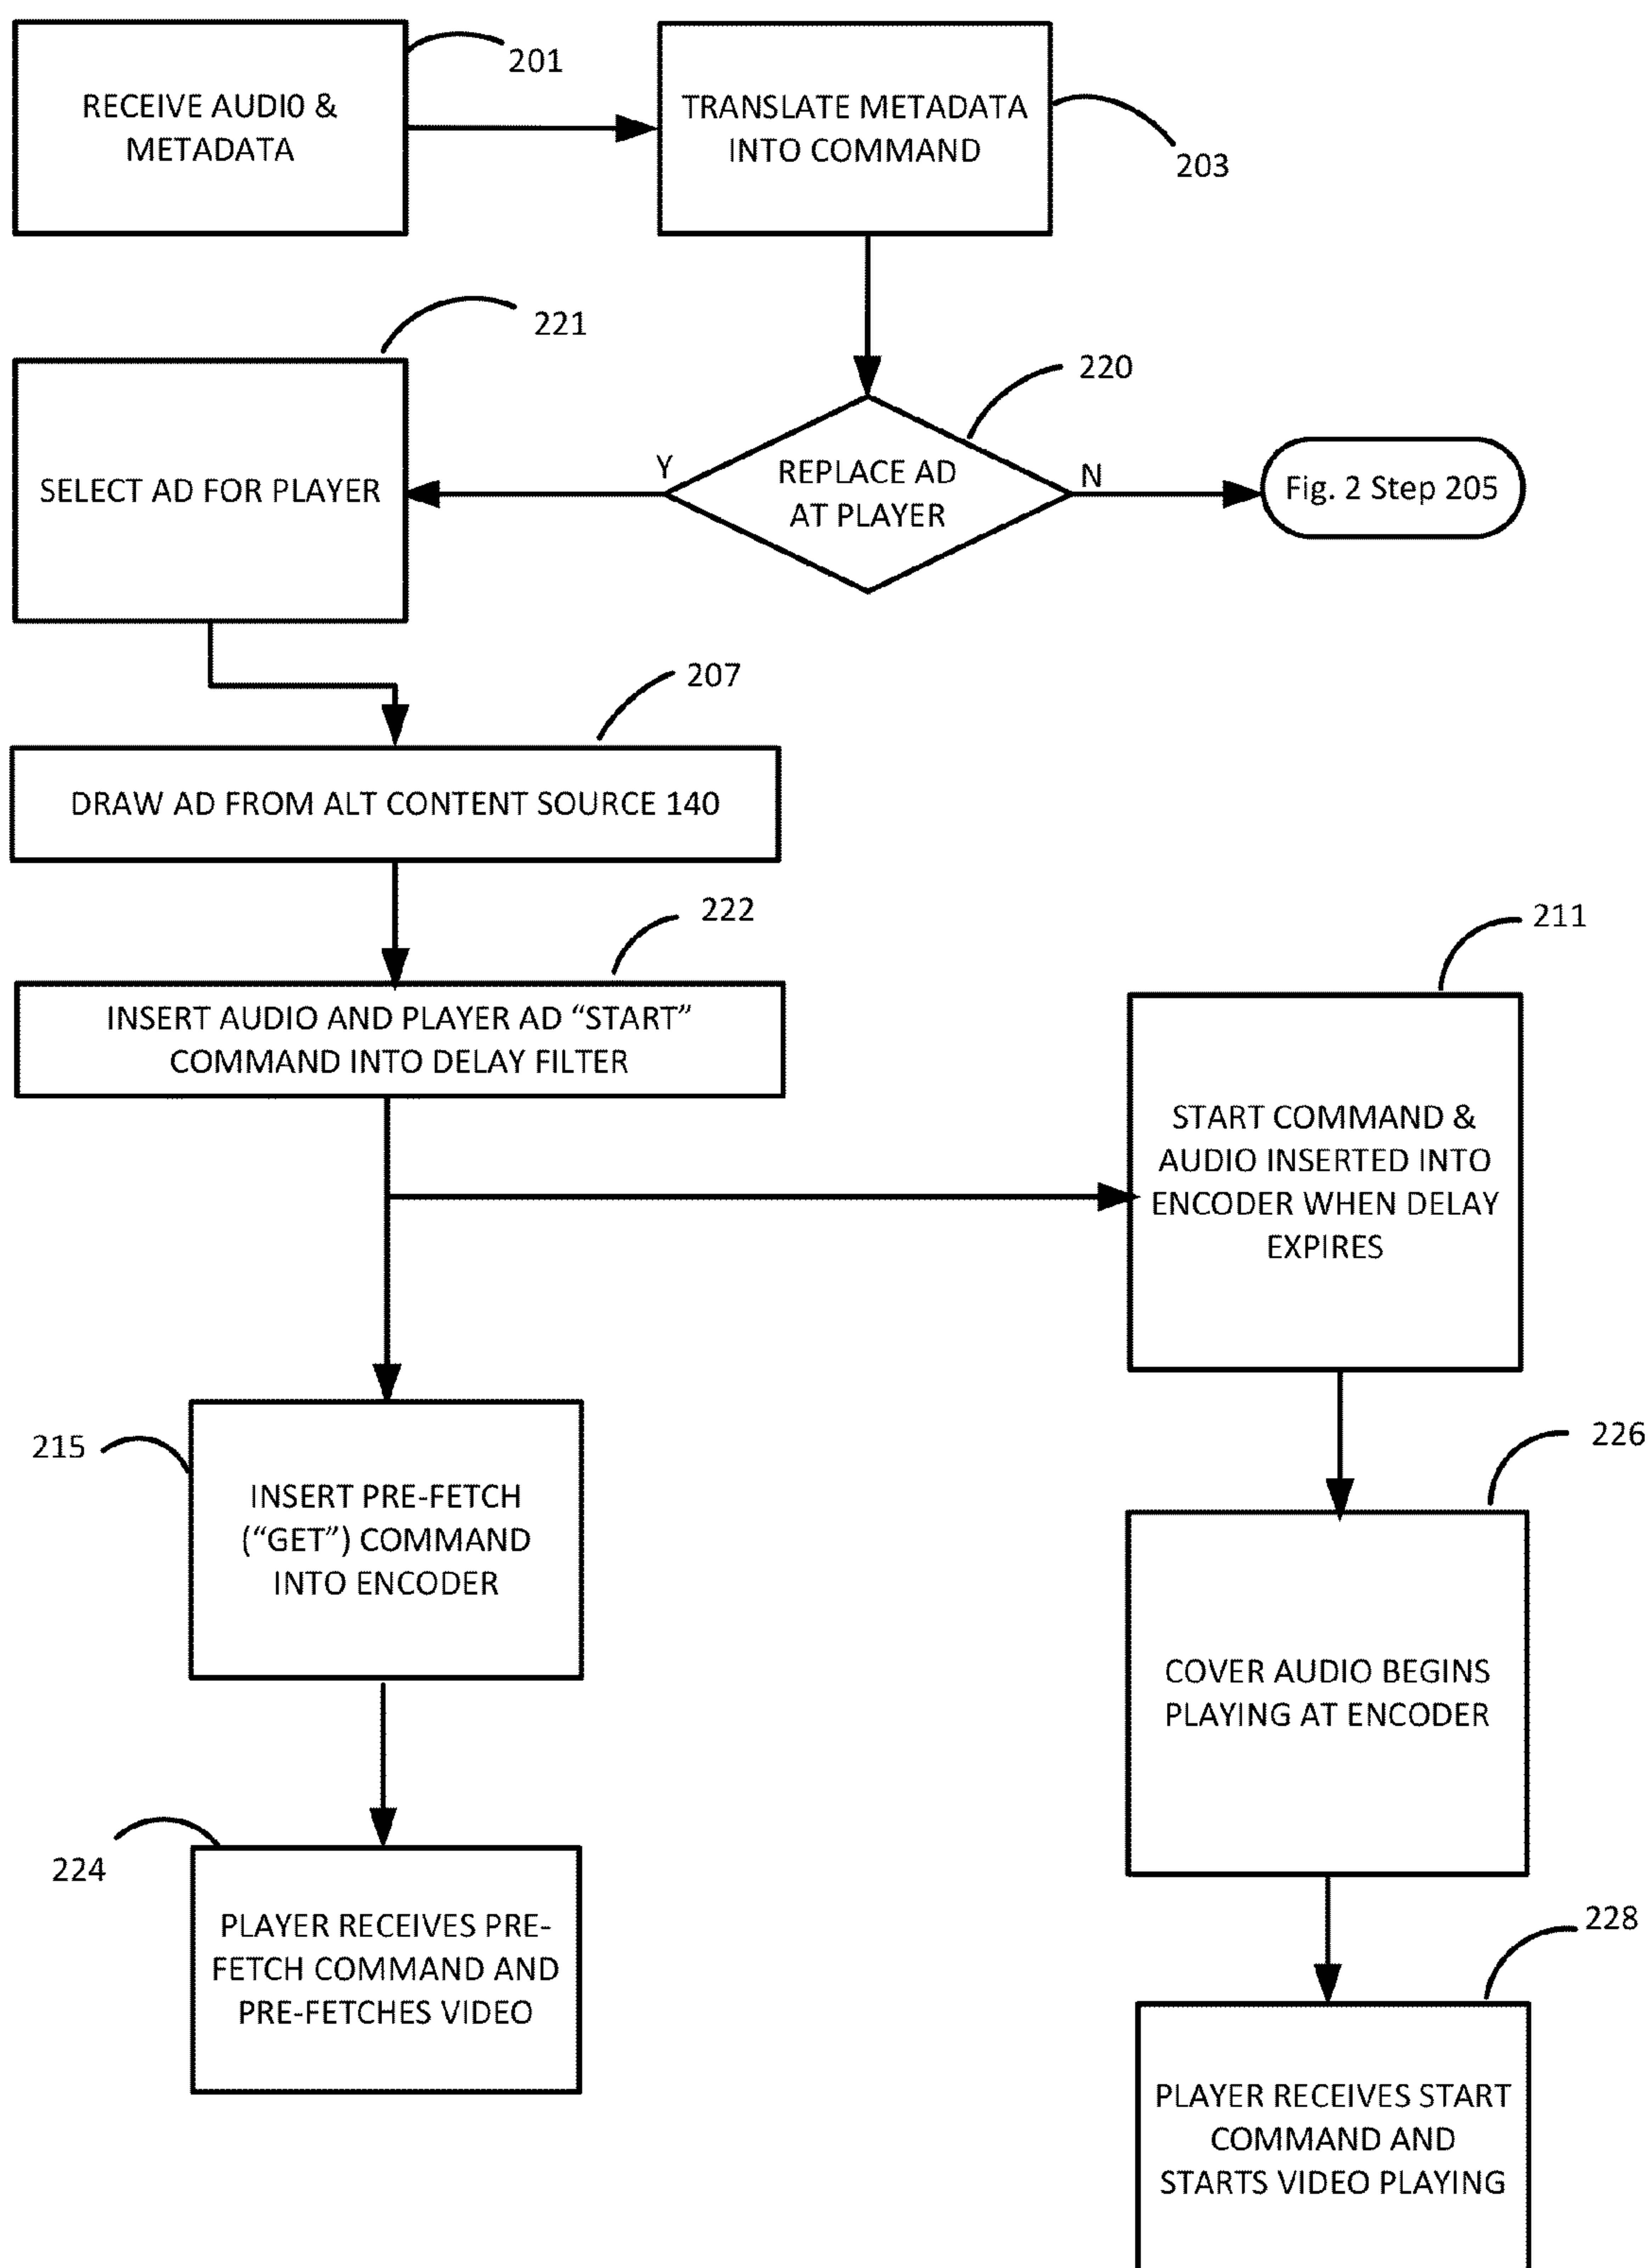 RECEIVE AUDIO &
METADATA
201
TRANSLATE METADATA
INTO COMMAND
203
221
SELECT AD FOR PLAYER
220
Y
REPLACE AD
AT PLAYER
N
Fig. 2 Step 205
207
DRAW AD FROM ALT CONTENT SOURCE 140
222
INSERT AUDIO AND PLAYER AD “START”
COMMAND INTO DELAY FILTER
211
START COMMAND &
AUDIO INSERTED INTO
ENCODER WHEN DELAY
EXPIRES
215
INSERT PRE-FETCH
(“GET”) COMMAND
INTO ENCODER
226
COVER AUDIO BEGINS
PLAYING AT ENCODER
224
PLAYER RECEIVES PRE-
FETCH COMMAND AND
PRE-FETCHES VIDEO
228
PLAYER RECEIVES START
COMMAND AND
STARTS VIDEO PLAYING